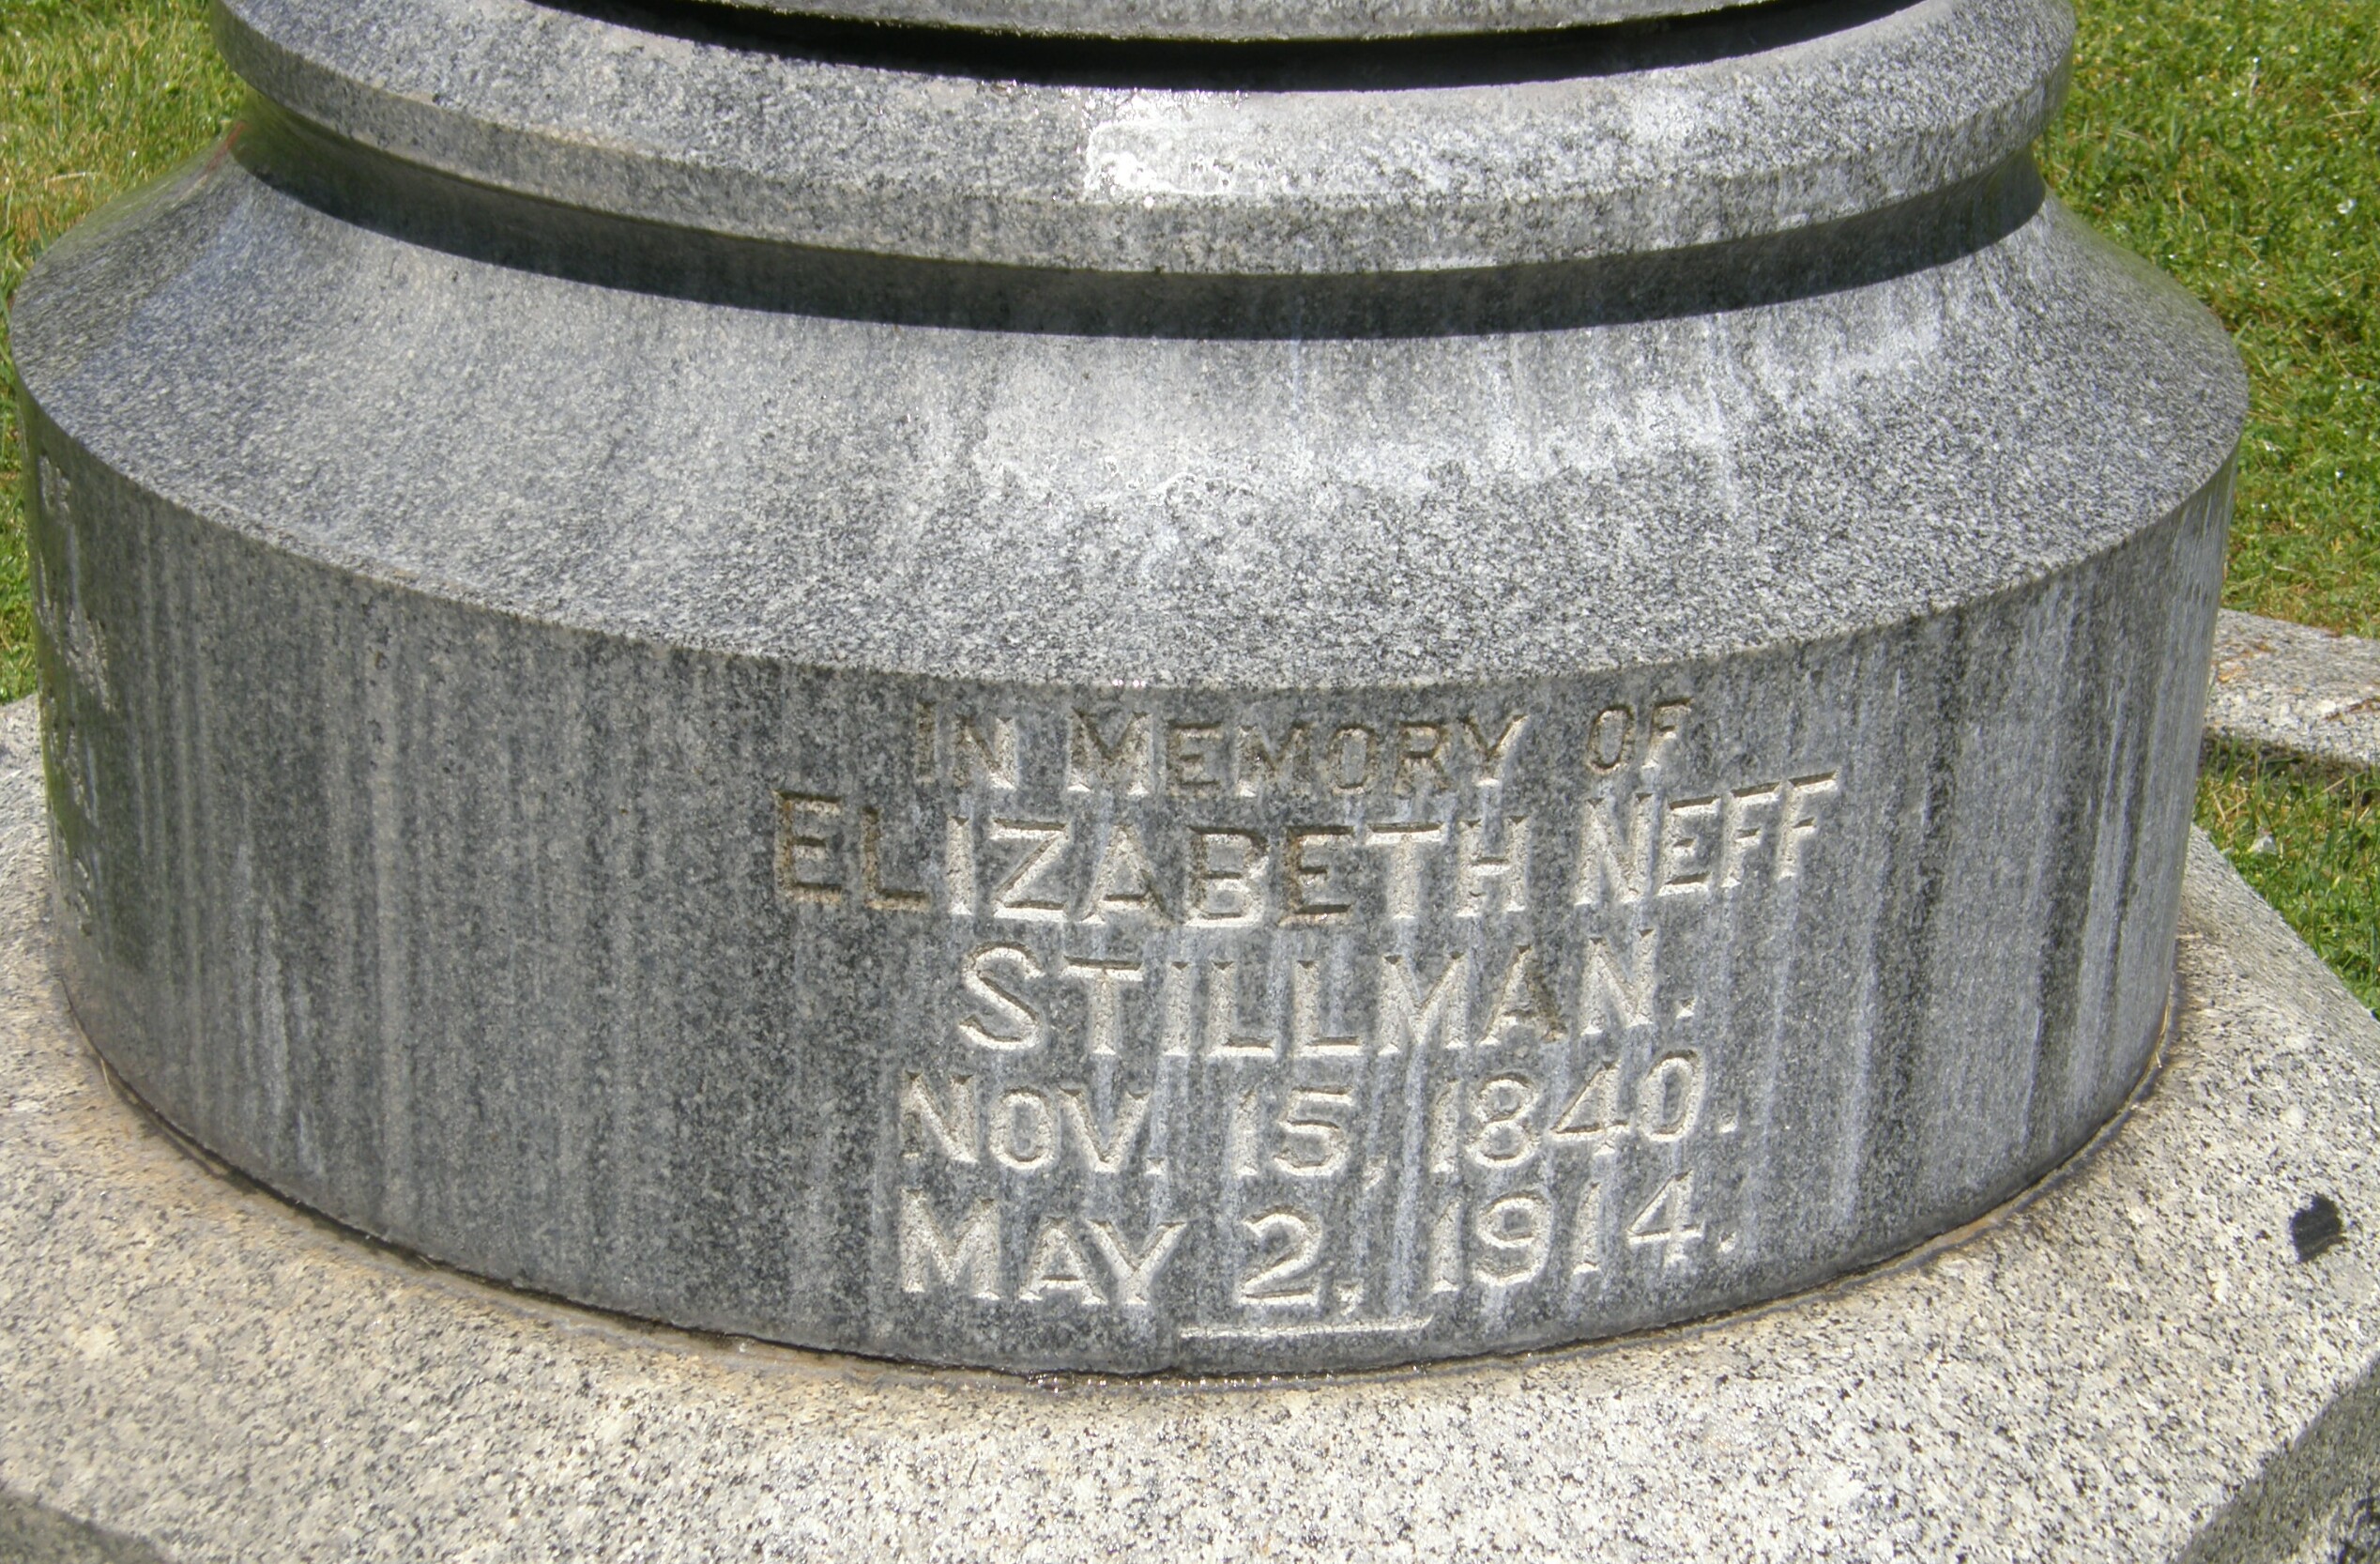 IN MEMORY OF
ELIZABETH NEFF
STILLMAN.
NOV. 15, 1840.
MAY 2, 1914.